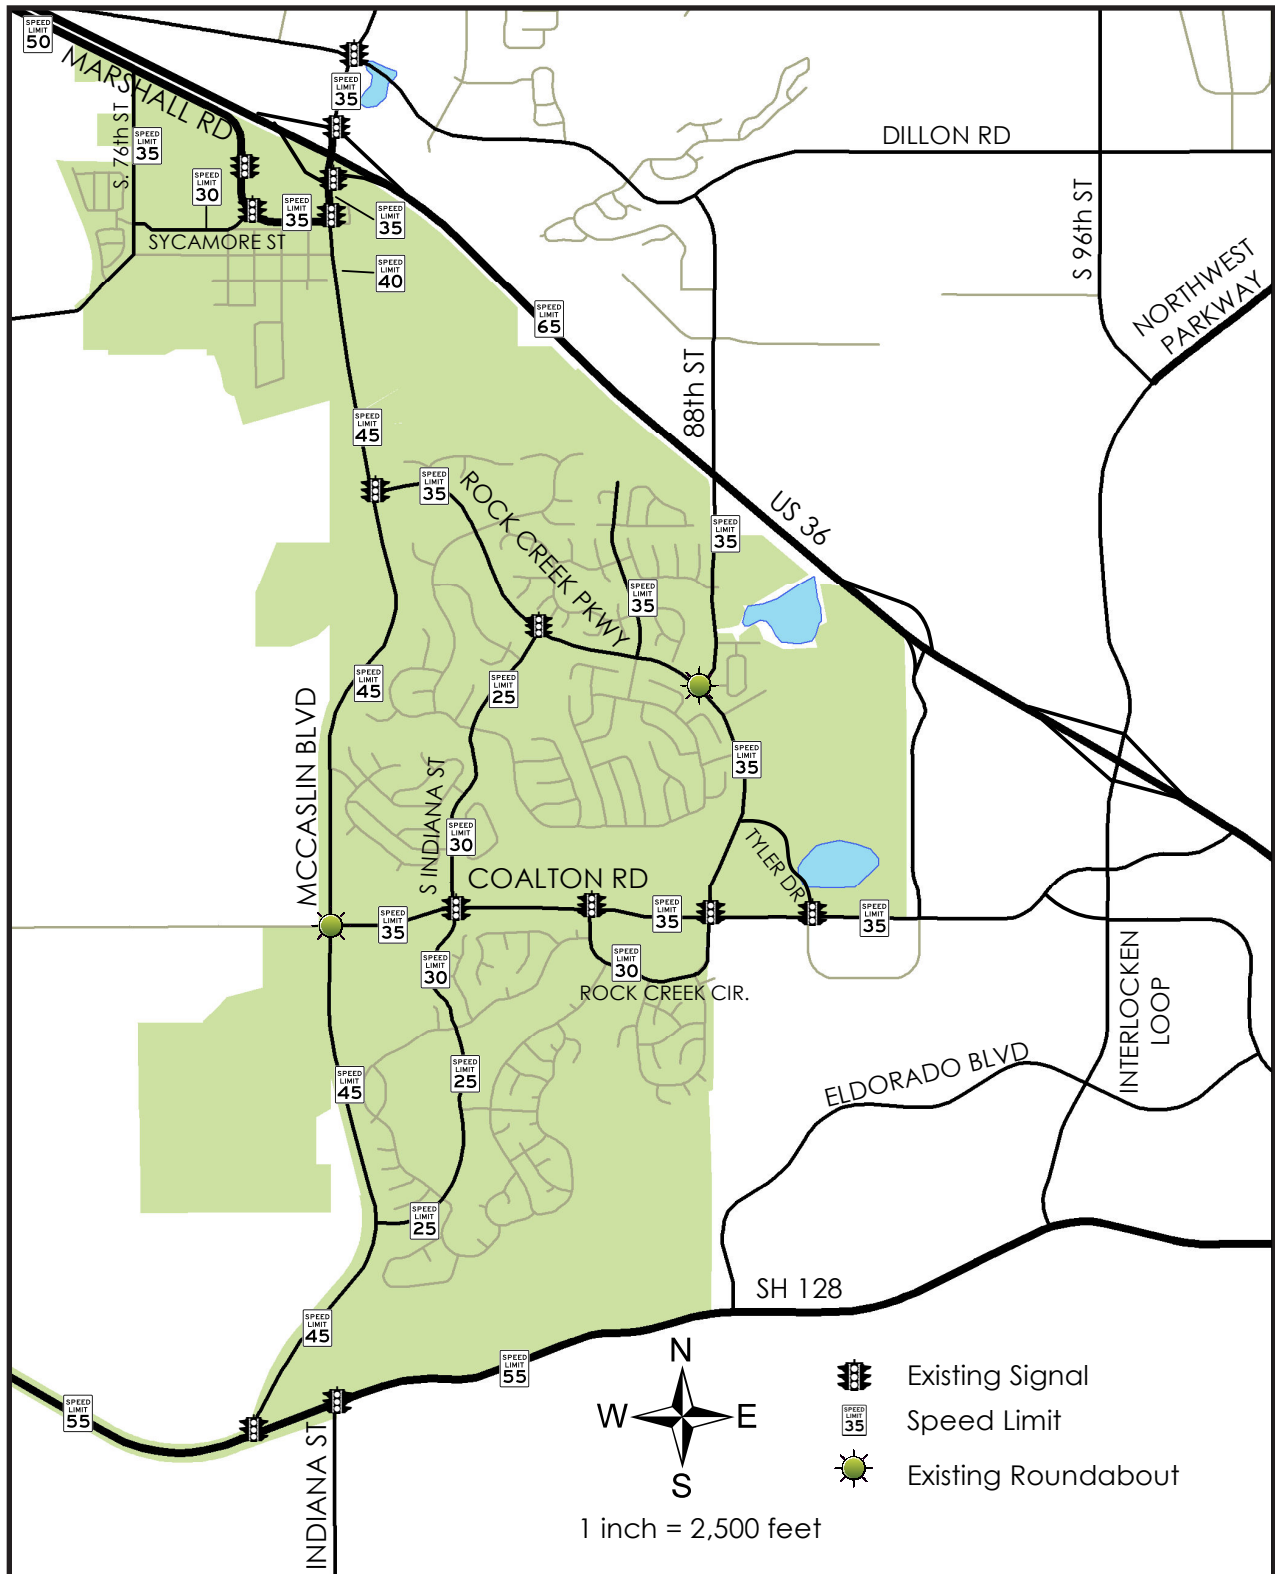 SPEED
LIMIT
50
MARSHALL RD
S. 76th ST
SPEED
LIMIT
35
SPEED
LIMIT
35
SPEED
LIMIT
30
SPEED
LIMIT
35
SPEED
LIMIT
35
SYCAMORE ST
SPEED
LIMIT
40
DILLON RD
S 96th ST
NORTHWEST
PARKWAY
SPEED
LIMIT
65
88th ST
SPEED
LIMIT
45
SPEED
LIMIT
35
ROCK CREEK PKWY
US 36
SPEED
LIMIT
35
SPEED
LIMIT
35
SPEED
LIMIT
45
SPEED
LIMIT
25
MCCASLIN BLVD
S INDIANA ST
SPEED
LIMIT
35
SPEED
LIMIT
30
TYLER DR
COALTON RD
SPEED
LIMIT
35
SPEED
LIMIT
35
SPEED
LIMIT
35
SPEED
LIMIT
30
SPEED
LIMIT
30
ROCK CREEK CIR.
INTERLOCKEN
LOOP
SPEED
LIMIT
45
SPEED
LIMIT
25
ELDORADO BLVD
SPEED
LIMIT
25
SH 128
SPEED
LIMIT
45
SPEED
LIMIT
55
SPEED
LIMIT
55
INDIANA ST
N
W E
S
1 inch = 2,500 feet
Existing Signal
SPEED
LIMIT
35
Speed Limit
Existing Roundabout